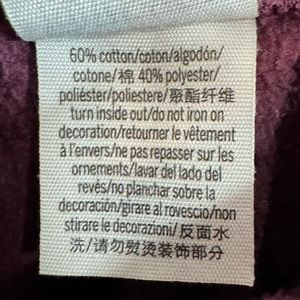 60% cotton/coton/algodón/
cotone/棉 40% polyester/
poliéster/poliestere/聚酯纤维
turn inside out/do not iron on
decoration/retourner le vêtement
à l'envers/ne pas repasser sur les
ornements/lavar del lado del
revés/no planchar sobre la
decoración/girare al rovescio/non
stirare le decorazioni/反面水
洗/请勿熨烫装饰部分